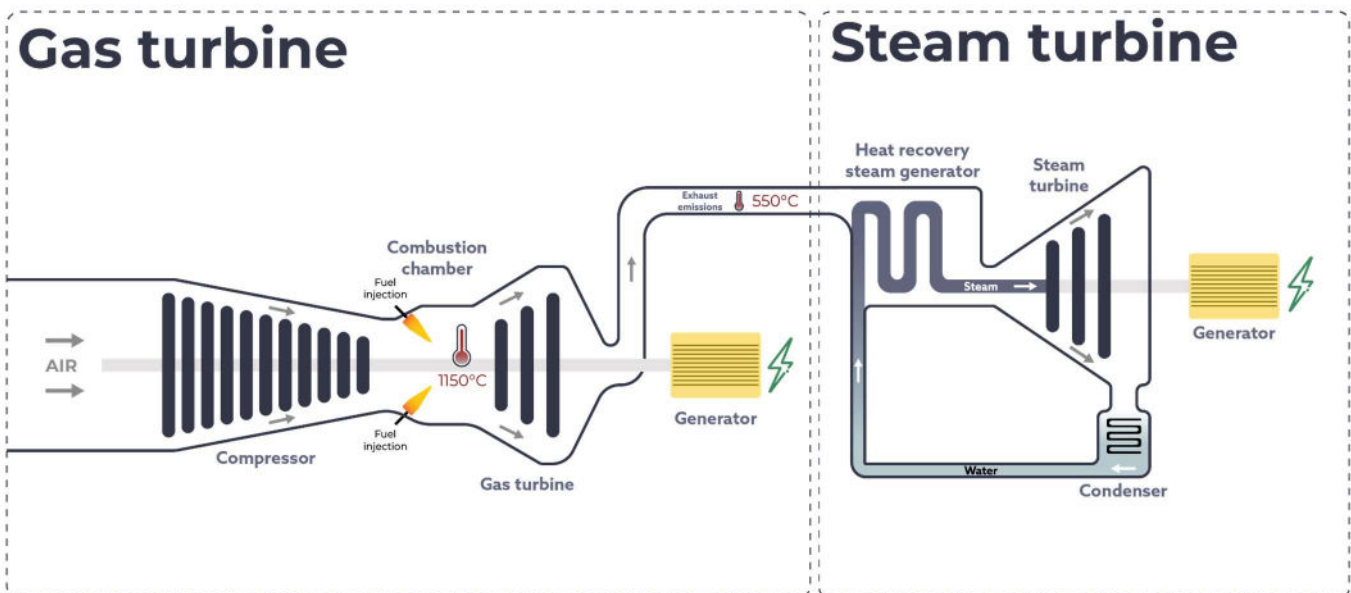 Gas turbine
Steam turbine
Heat recovery
steam generator
Steam
turbine
Exhaust
emissions
550°C
Combustion
chamber
Fuel
injection
Steam
Generator
AIR
1150°C
Generator
Fuel
injection
Compressor
Gas turbine
Water
Condenser